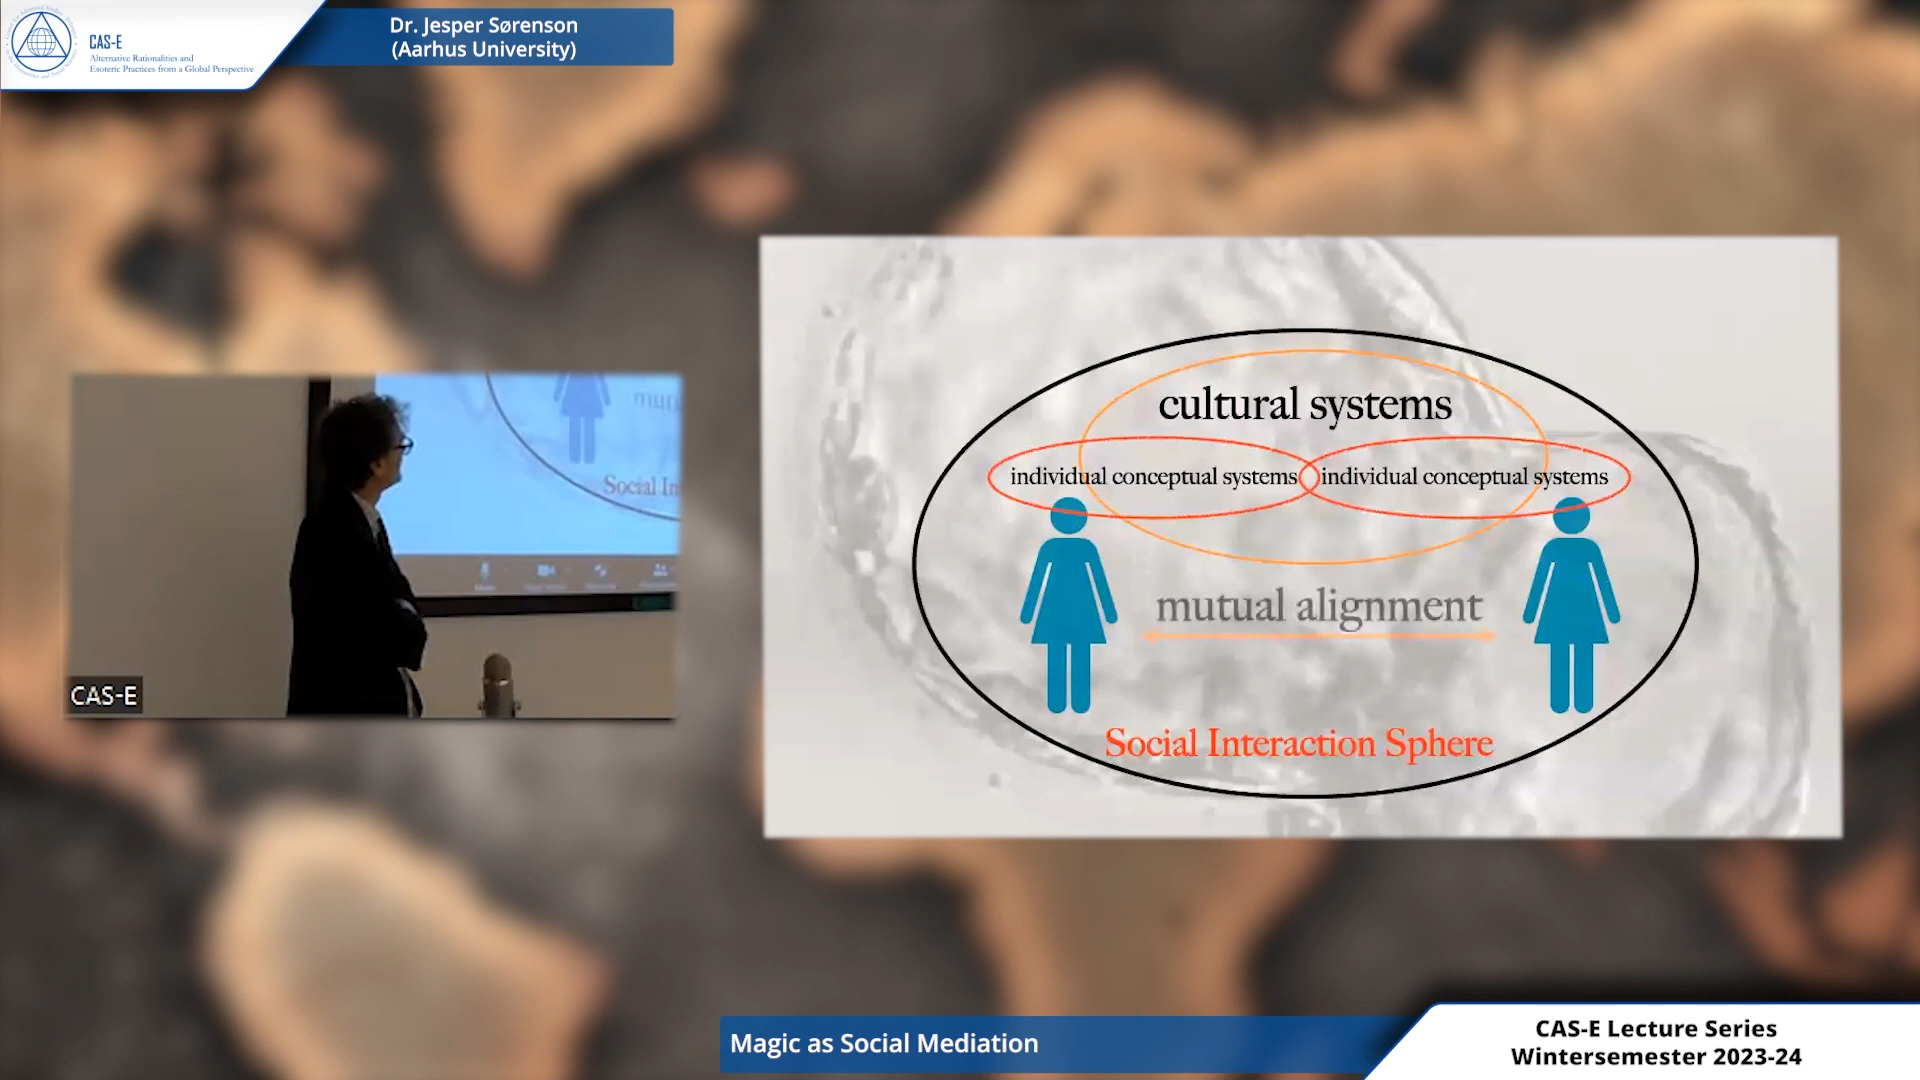 CAS-E
Alternative Rationalities and
Esoteric Practices from a Global Perspective
Dr. Jesper Sørenson
(Aarhus University)
cultural systems
individual conceptual systems
individual conceptual systems
mutual alignment
Social Interaction Sphere
Social In
CAS-E
Magic as Social Mediation
CAS-E Lecture Series
Wintersemester 2023-24